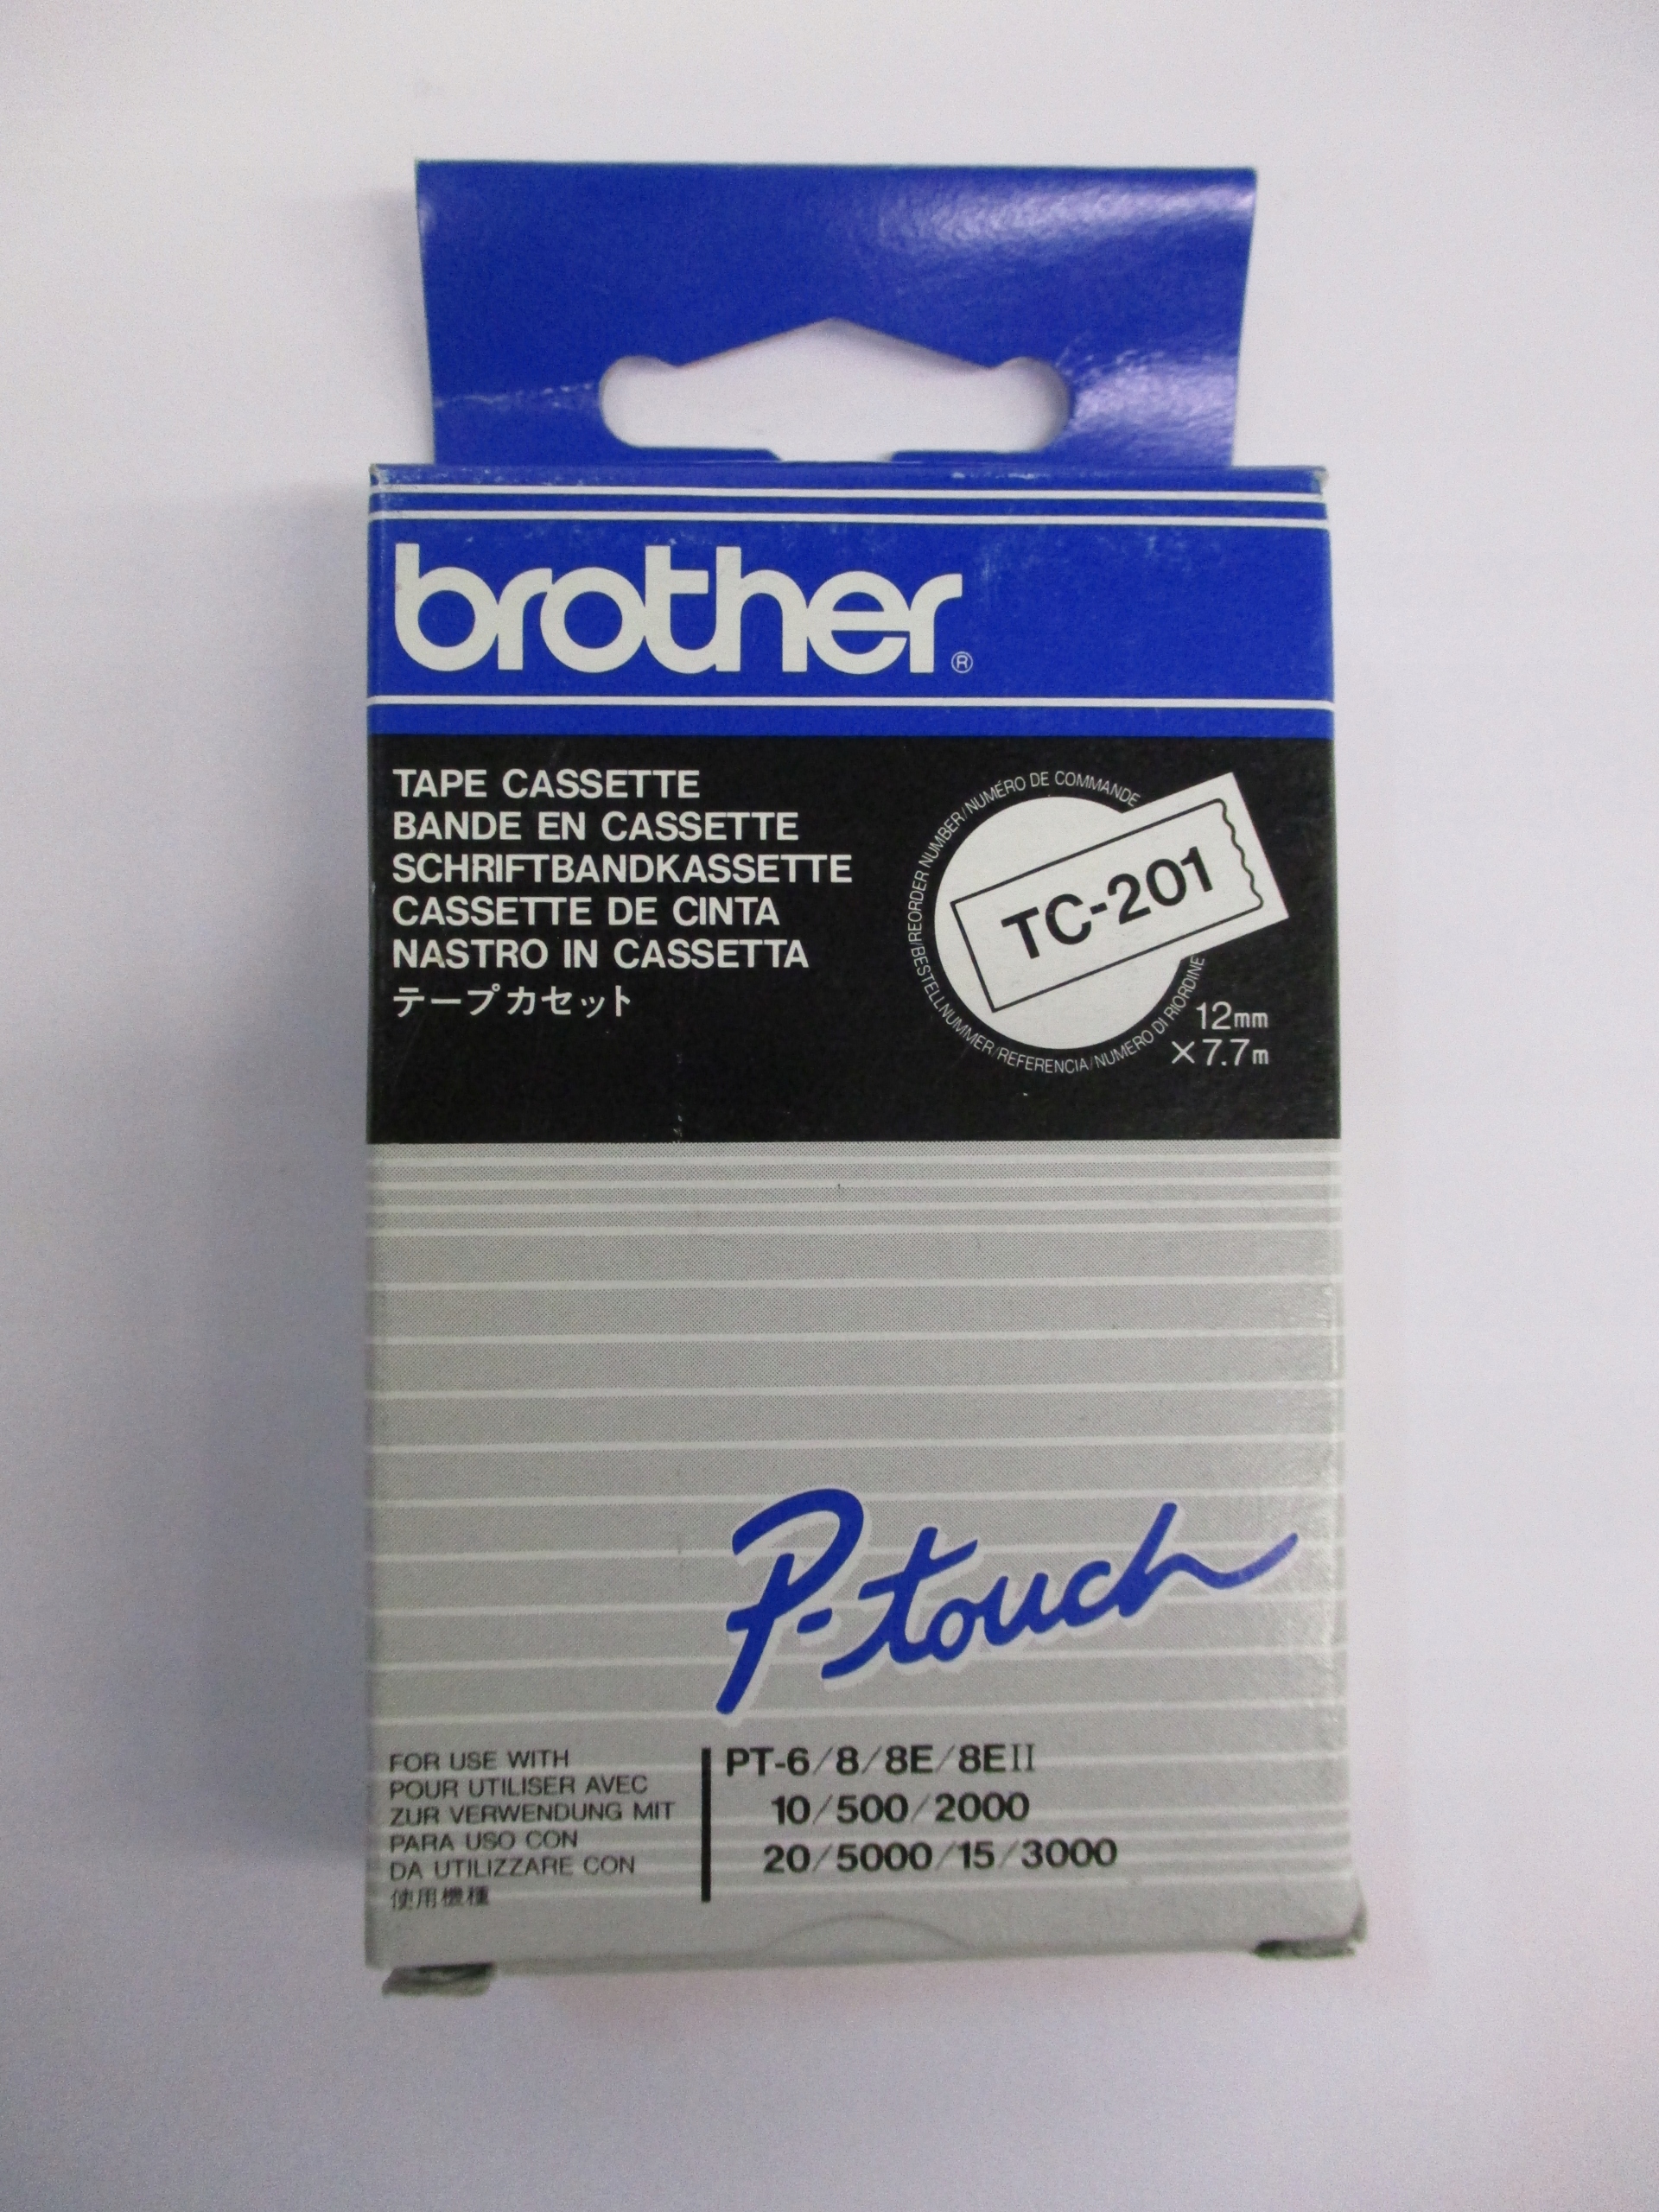 brother®
TAPE CASSETTE
BANDE EN CASSETTE
SCHRIFTBANDKASSETTE
CASSETTE DE CINTA
NASTRO IN CASSETTA
テープカセット
BESTELLNUMMER/REFERENCIA/NUMERO DI RIORDINE
/REORDER NUMBER/NUMÉRO DE COMMANDE
TC-201
12mm
×7.7m
P-touch
FOR USE WITH
POUR UTILISER AVEC
ZUR VERWENDUNG MIT
PARA USO CON
DA UTILIZZARE CON
使用機種
PT-6/8/8E/8EII
10/500/2000
20/5000/15/3000